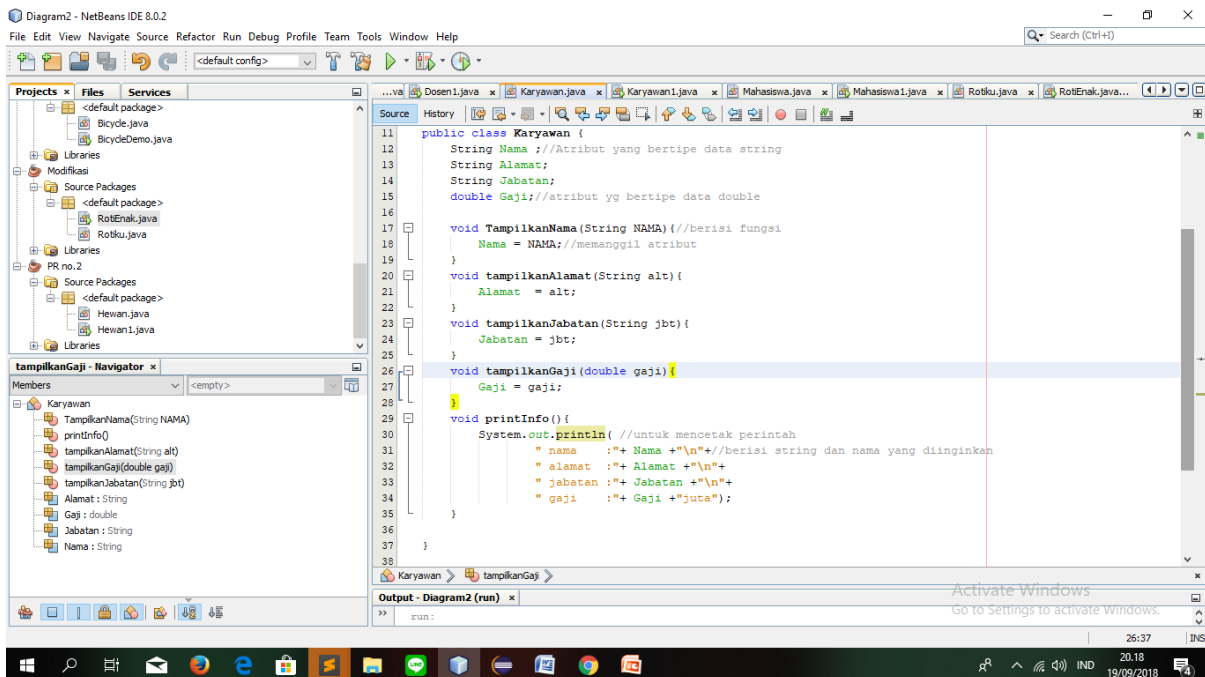 Diagram2 - NetBeans IDE 8.0.2
File Edit View Navigate Source Refactor Run Debug Profile Team Tools Window Help
Search (Ctrl+I)
<default config>
Projects Files Services
<default package>
Bicycle.java
BicycleDemo.java
Libraries
Modifikasi
Source Packages
<default package>
RotiEnak.java
Rotiku.java
Libraries
PR no.2
Source Packages
<default package>
Hewan.java
Hewan1.java
Libraries
tampilkanGaji - Navigator
Members <empty>
Karyawan
TampilkanNama(String NAMA)
printInfo()
tampilkanAlamat(String alt)
tampilkanGaji(double gaji)
tampilkanJabatan(String jbt)
Alamat : String
Gaji : double
Jabatan : String
Nama : String
...va Dosen1.java Karyawan.java Karyawan1.java Mahasiswa.java Mahasiswa1.java Rotiku.java RotiEnak.java...
Source History
11 public class Karyawan {
12 String Nama ;//Atribut yang bertipe data string
13 String Alamat;
14 String Jabatan;
15 double Gaji;//atribut yg bertipe data double
16
17 void TampilkanNama(String NAMA){//berisi fungsi
18 Nama = NAMA;//memanggil atribut
19 }
20 void tampilkanAlamat(String alt){
21 Alamat  = alt;
22 }
23 void tampilkanJabatan(String jbt){
24 Jabatan = jbt;
25 }
26 void tampilkanGaji(double gaji){
27 Gaji = gaji;
28 }
29 void printInfo(){
30 System.out.println( //untuk mencetak perintah
31 " nama    :"+ Nama +"\n"+//berisi string dan nama yang diinginkan
32 " alamat  :"+ Alamat +"\n"+
33 " jabatan :"+ Jabatan +"\n"+
34 " gaji    :"+ Gaji +"juta");
35 }
36
37 }
38
Karyawan tampilkanGaji
Output - Diagram2 (run)
run:
Activate Windows
Go to Settings to activate Windows.
26:37 INS
IND
20.18
19/09/2018
4